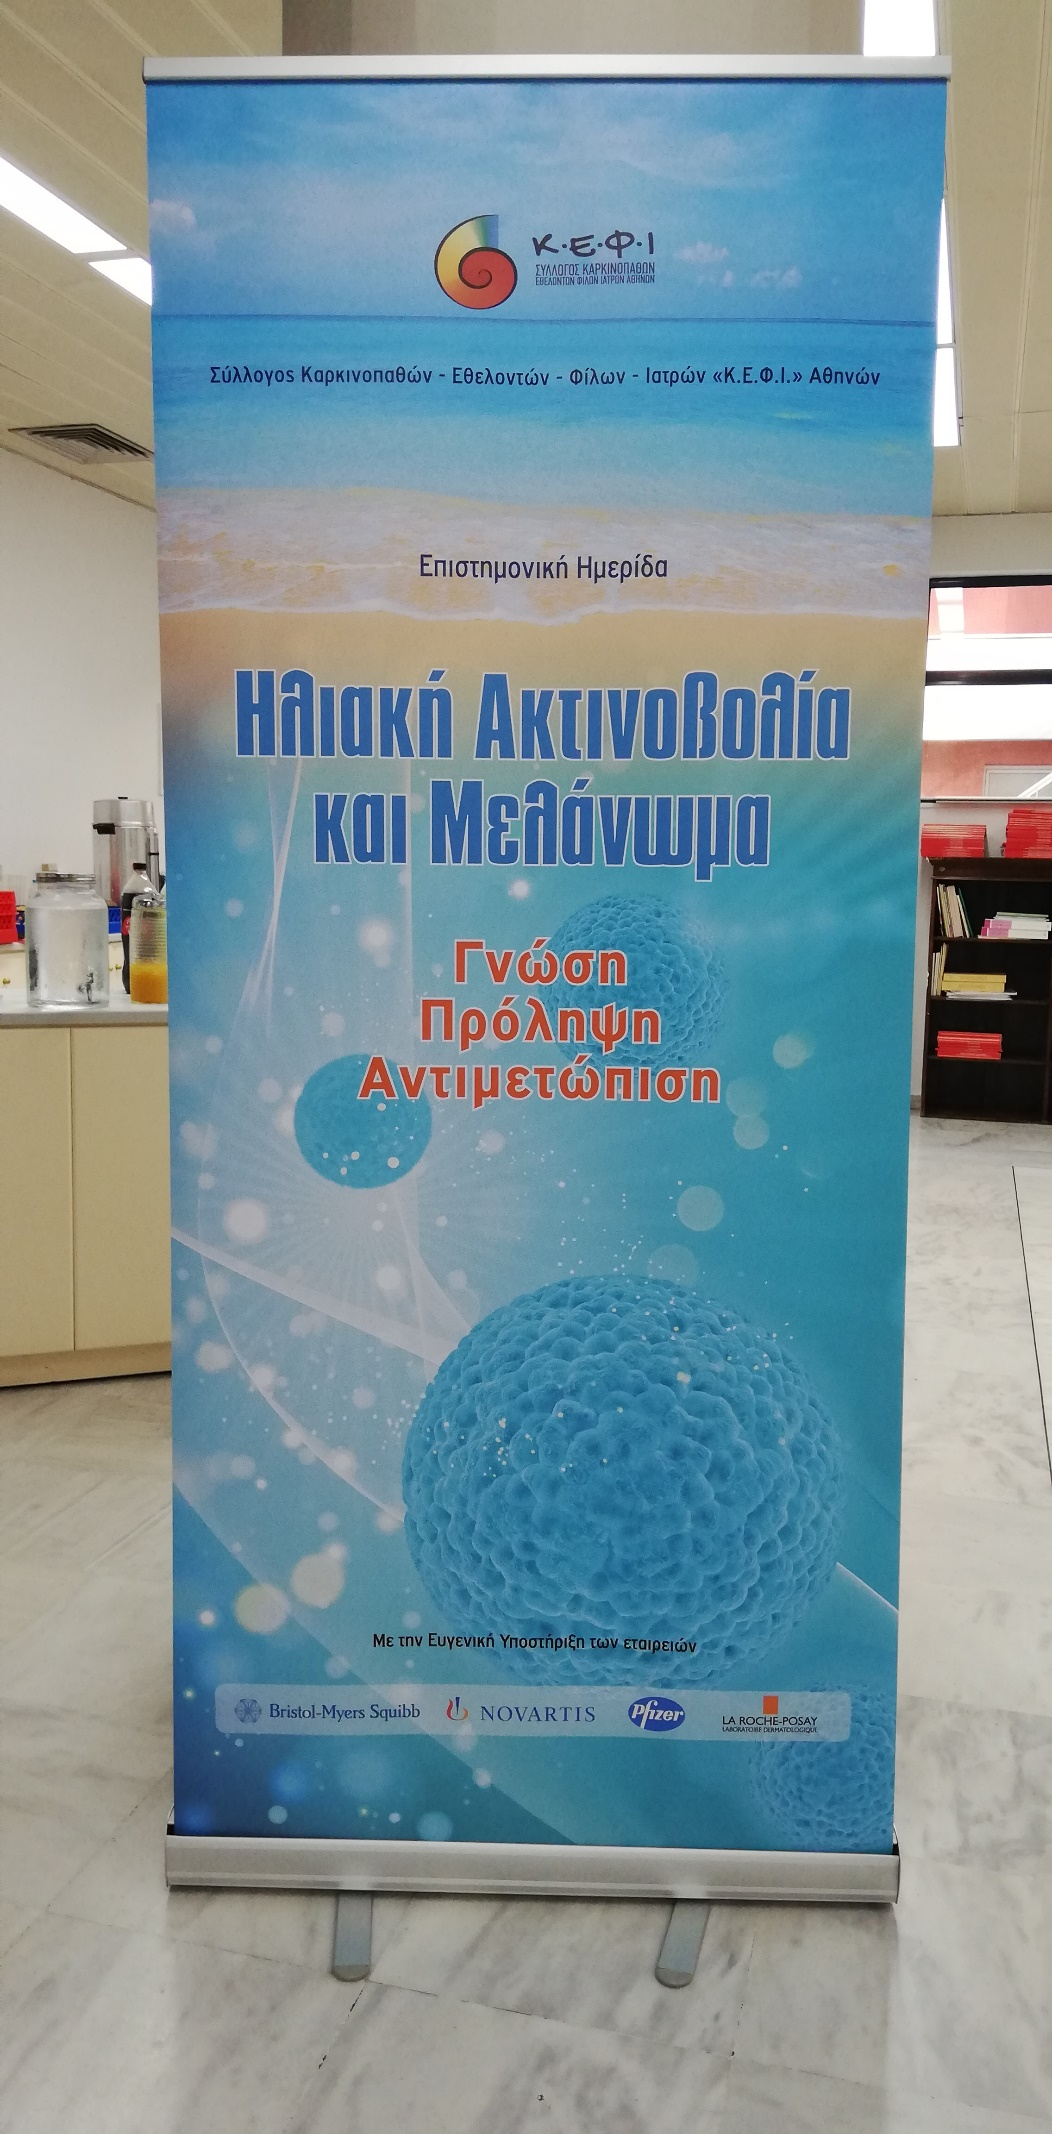 Κ.Ε.Φ.Ι
ΣΥΛΛΟΓΟΣ ΚΑΡΚΙΝΟΠΑΘΩΝ
ΕΘΕΛΟΝΤΩΝ ΦΙΛΩΝ ΙΑΤΡΩΝ ΑΘΗΝΩΝ
Σύλλογος Καρκινοπαθών - Εθελοντών - Φίλων - Ιατρών «Κ.Ε.Φ.Ι.» Αθηνών
Επιστημονική Ημερίδα
Ηλιακή Ακτινοβολία
και Μελάνωμα
Γνώση
Πρόληψη
Αντιμετώπιση
Με την Ευγενική Υποστήριξη των εταιρειών
Bristol-Myers Squibb NOVARTIS Pfizer LA ROCHE-POSAY
LABORATOIRE DERMATOLOGIQUE